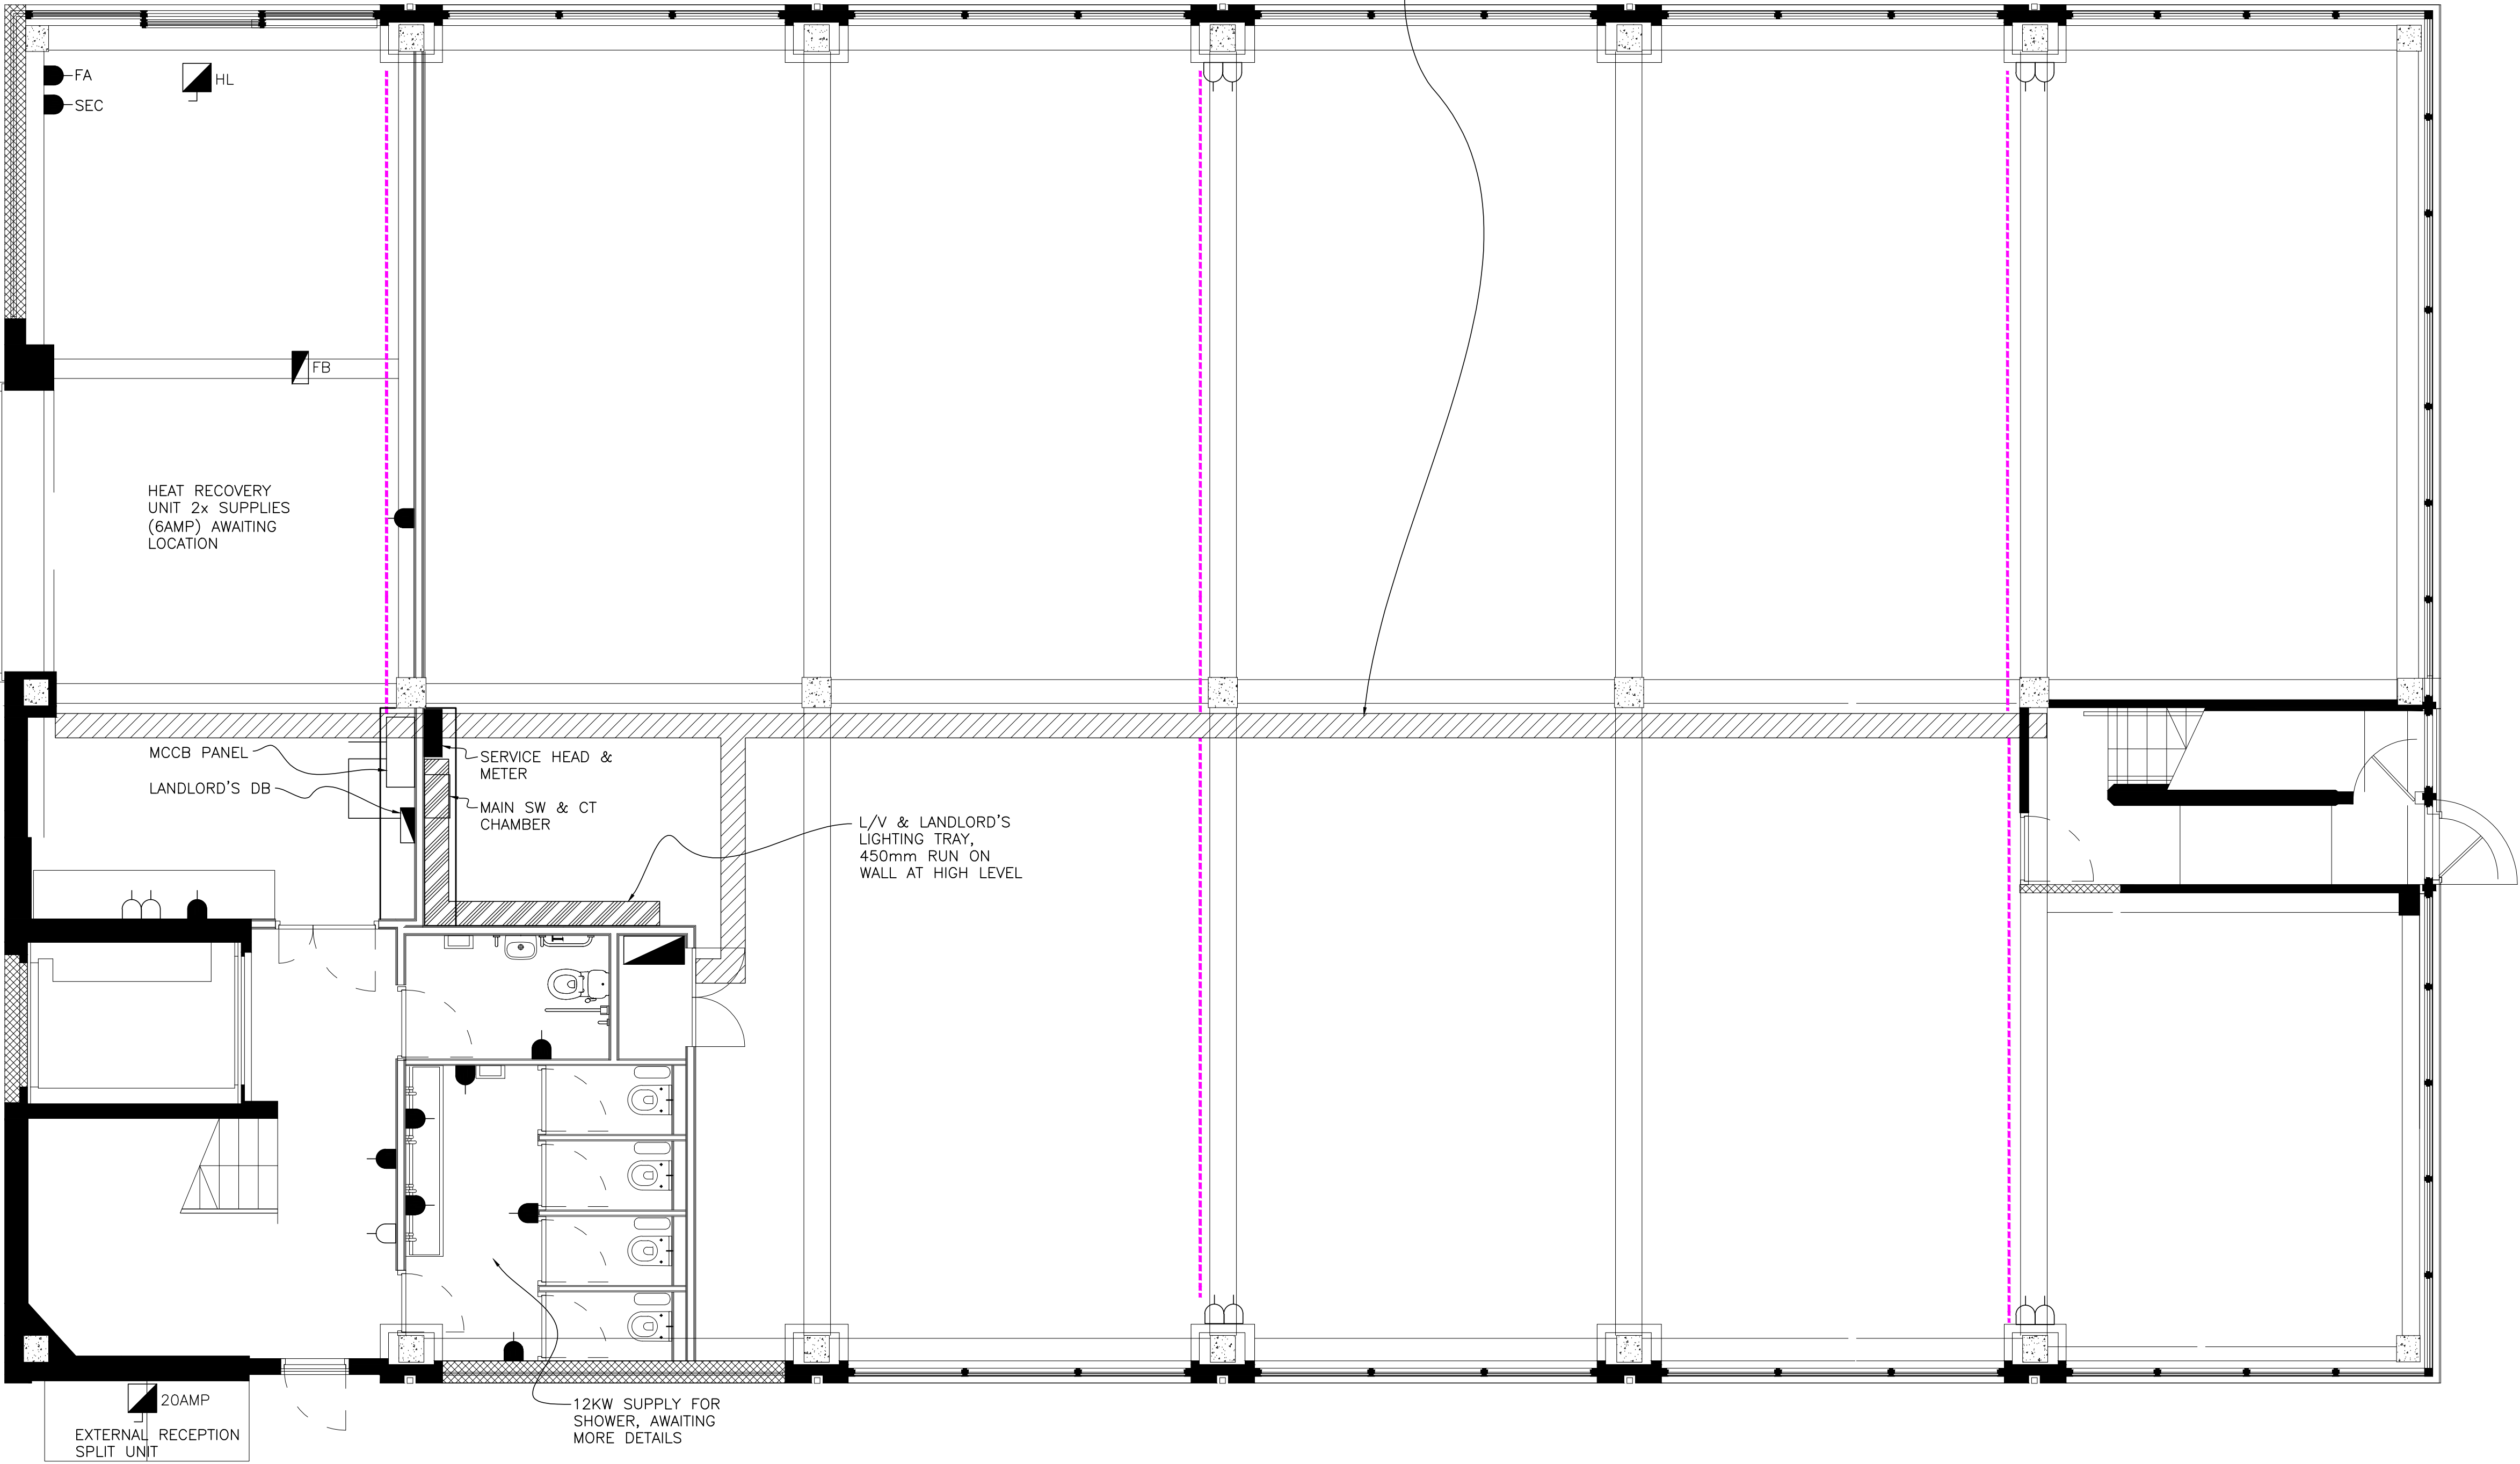 FA
HL
SEC
FB
HEAT RECOVERY
UNIT 2x SUPPLIES
(6AMP) AWAITING
LOCATION
MCCB PANEL
LANDLORD'S DB
SERVICE HEAD &
METER
MAIN SW & CT
CHAMBER
L/V & LANDLORD'S
LIGHTING TRAY,
450mm RUN ON
WALL AT HIGH LEVEL
20AMP
EXTERNAL RECEPTION
SPLIT UNIT
12KW SUPPLY FOR
SHOWER, AWAITING
MORE DETAILS